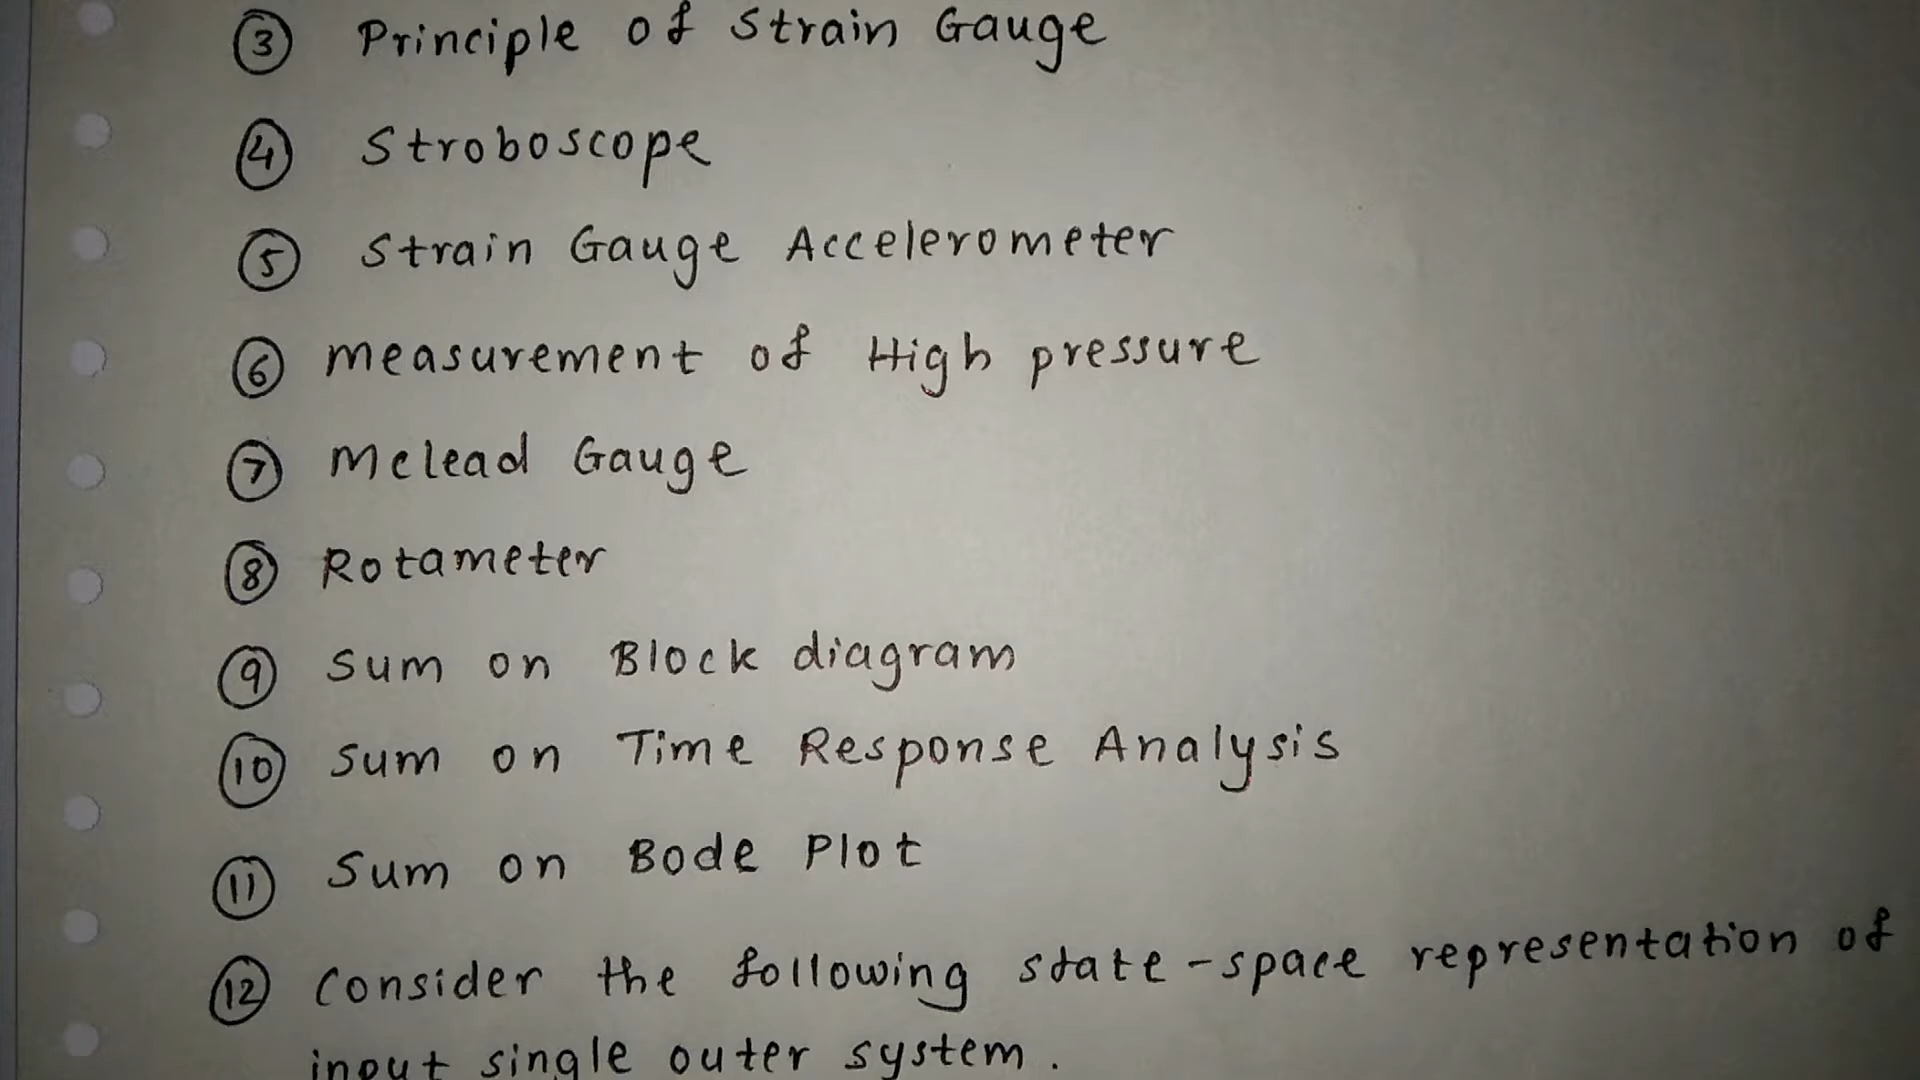 ③ Principle of Strain Gauge
④ Stroboscope
⑤ Strain Gauge Accelerometer
⑥ Measurement of High pressure
⑦ Mclead Gauge
⑧ Rotameter
⑨ Sum on Block diagram
⑩ Sum on Time Response Analysis
⑪ Sum on Bode Plot
⑫ Consider the following state-space representation of
input single outer system.